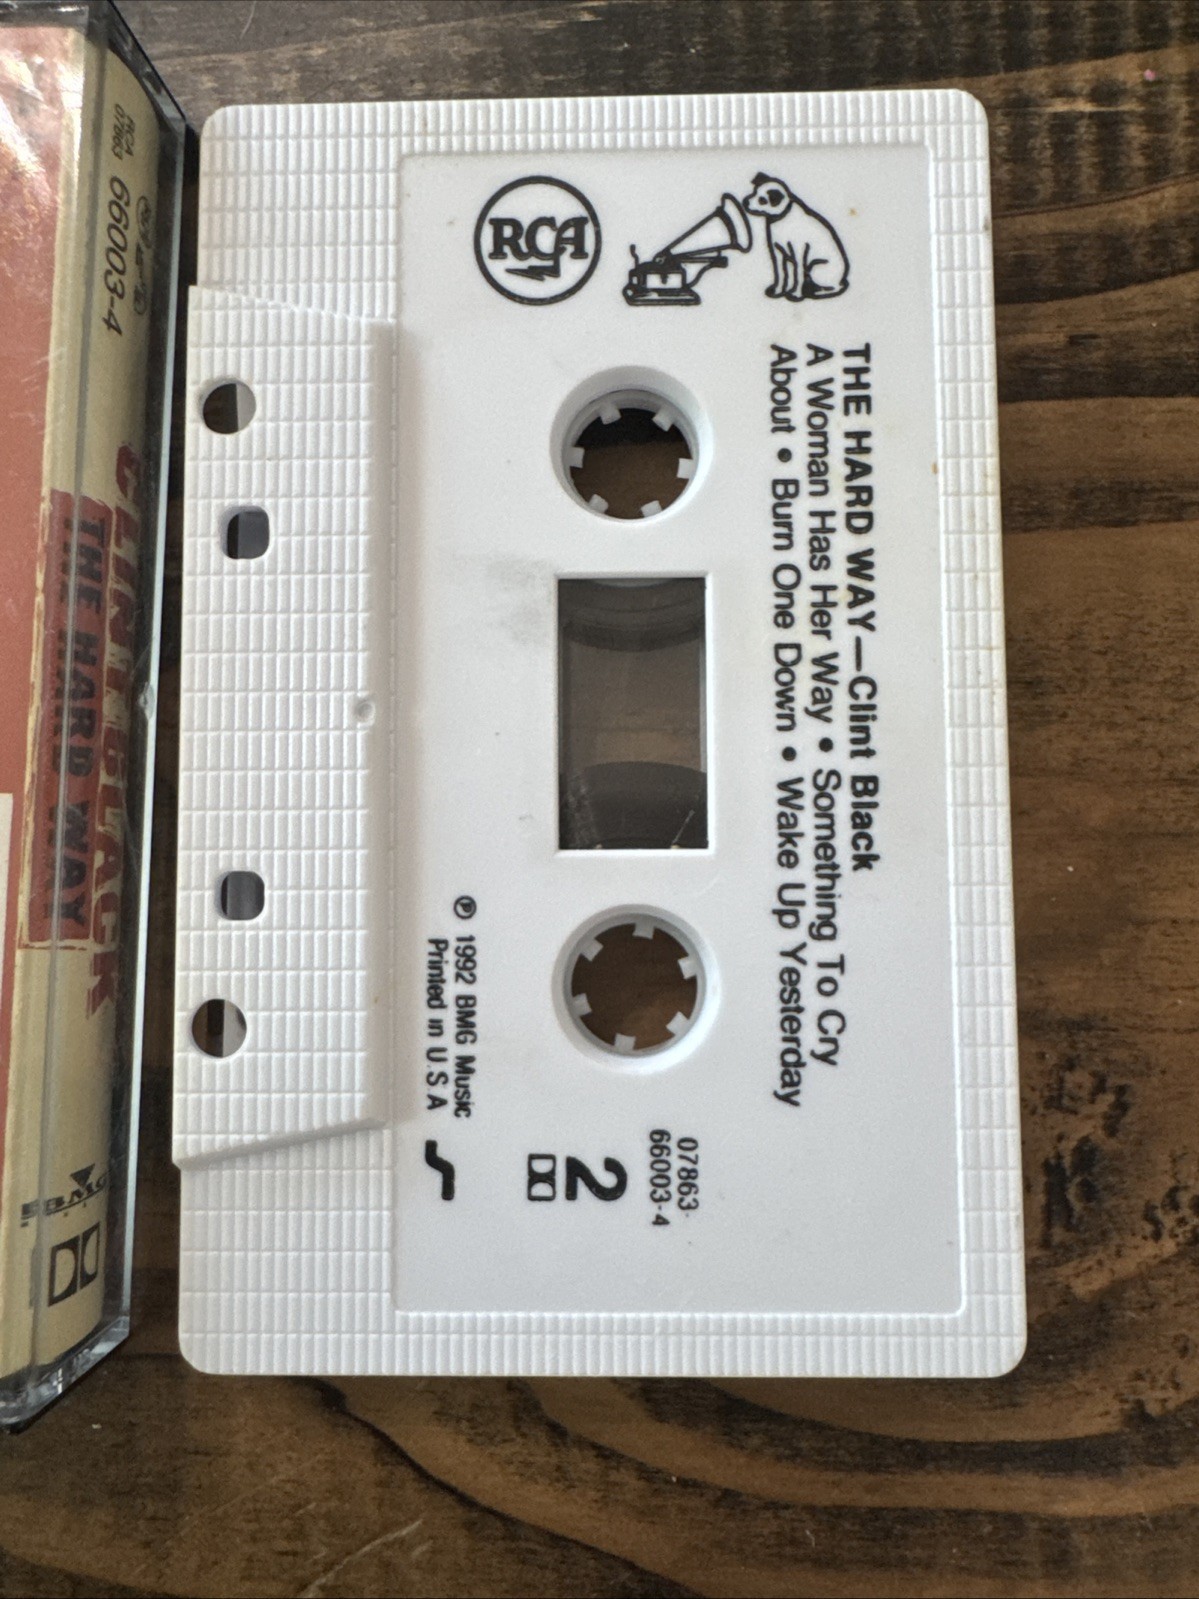 RCA
THE HARD WAY—Clint Black
A Woman Has Her Way • Something To Cry
About • Burn One Down • Wake Up Yesterday
07863-
66003-4
2
℗ 1992 BMG Music
Printed in U.S.A
RCA
07863 66003-4
CLINT BLACK
THE HARD WAY
BMG